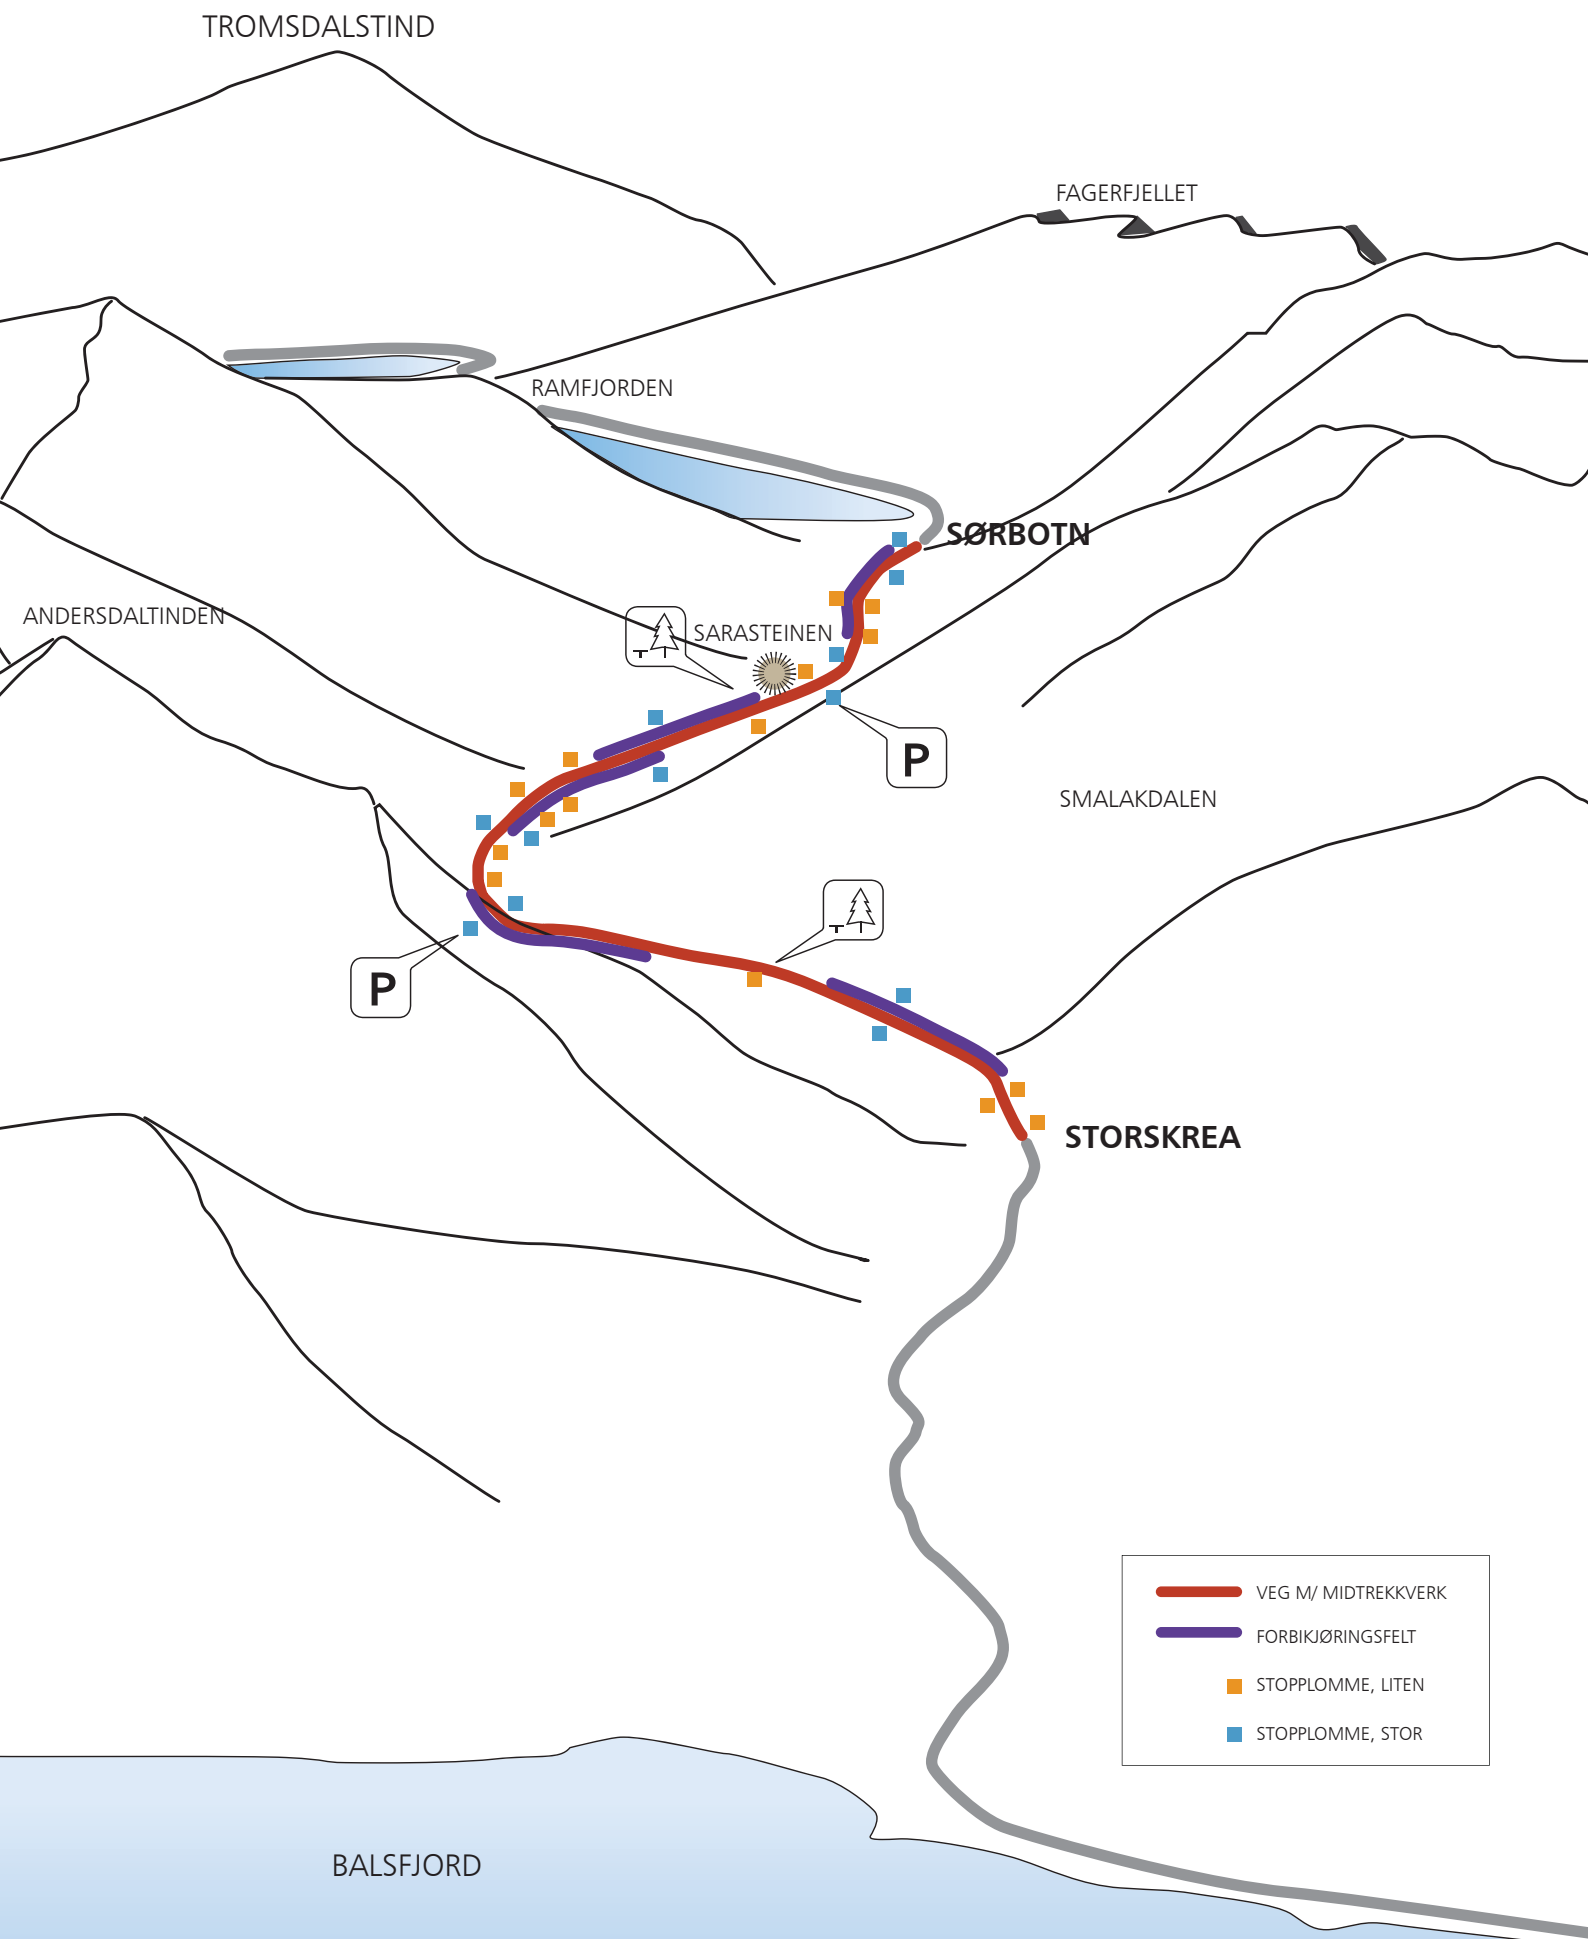 TROMSDALSTIND
FAGERFJELLET
RAMFJORDEN
SØRBOTN
ANDERSDALTINDEN
SARASTEINEN
P
SMALAKDALEN
P
STORSKREA
VEG M/ MIDTREKKVERK
FORBIKJØRINGSFELT
STOPPLOMME, LITEN
STOPPLOMME, STOR
BALSFJORD